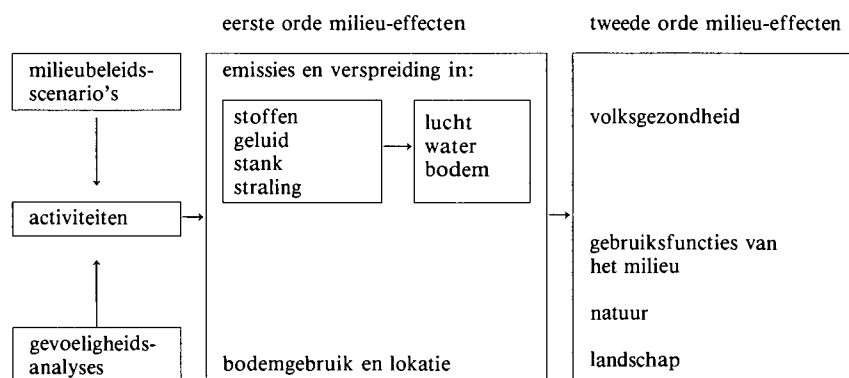 eerste orde milieu-effecten
tweede orde milieu-effecten
milieubeleids-
scenario's
activiteiten
gevoeligheids-
analyses
emissies en verspreiding in:
stoffen
geluid
stank
straling
lucht
water
bodem
bodemgebruik en lokatie
volksgezondheid
gebruiksfuncties van
het milieu
natuur
landschap